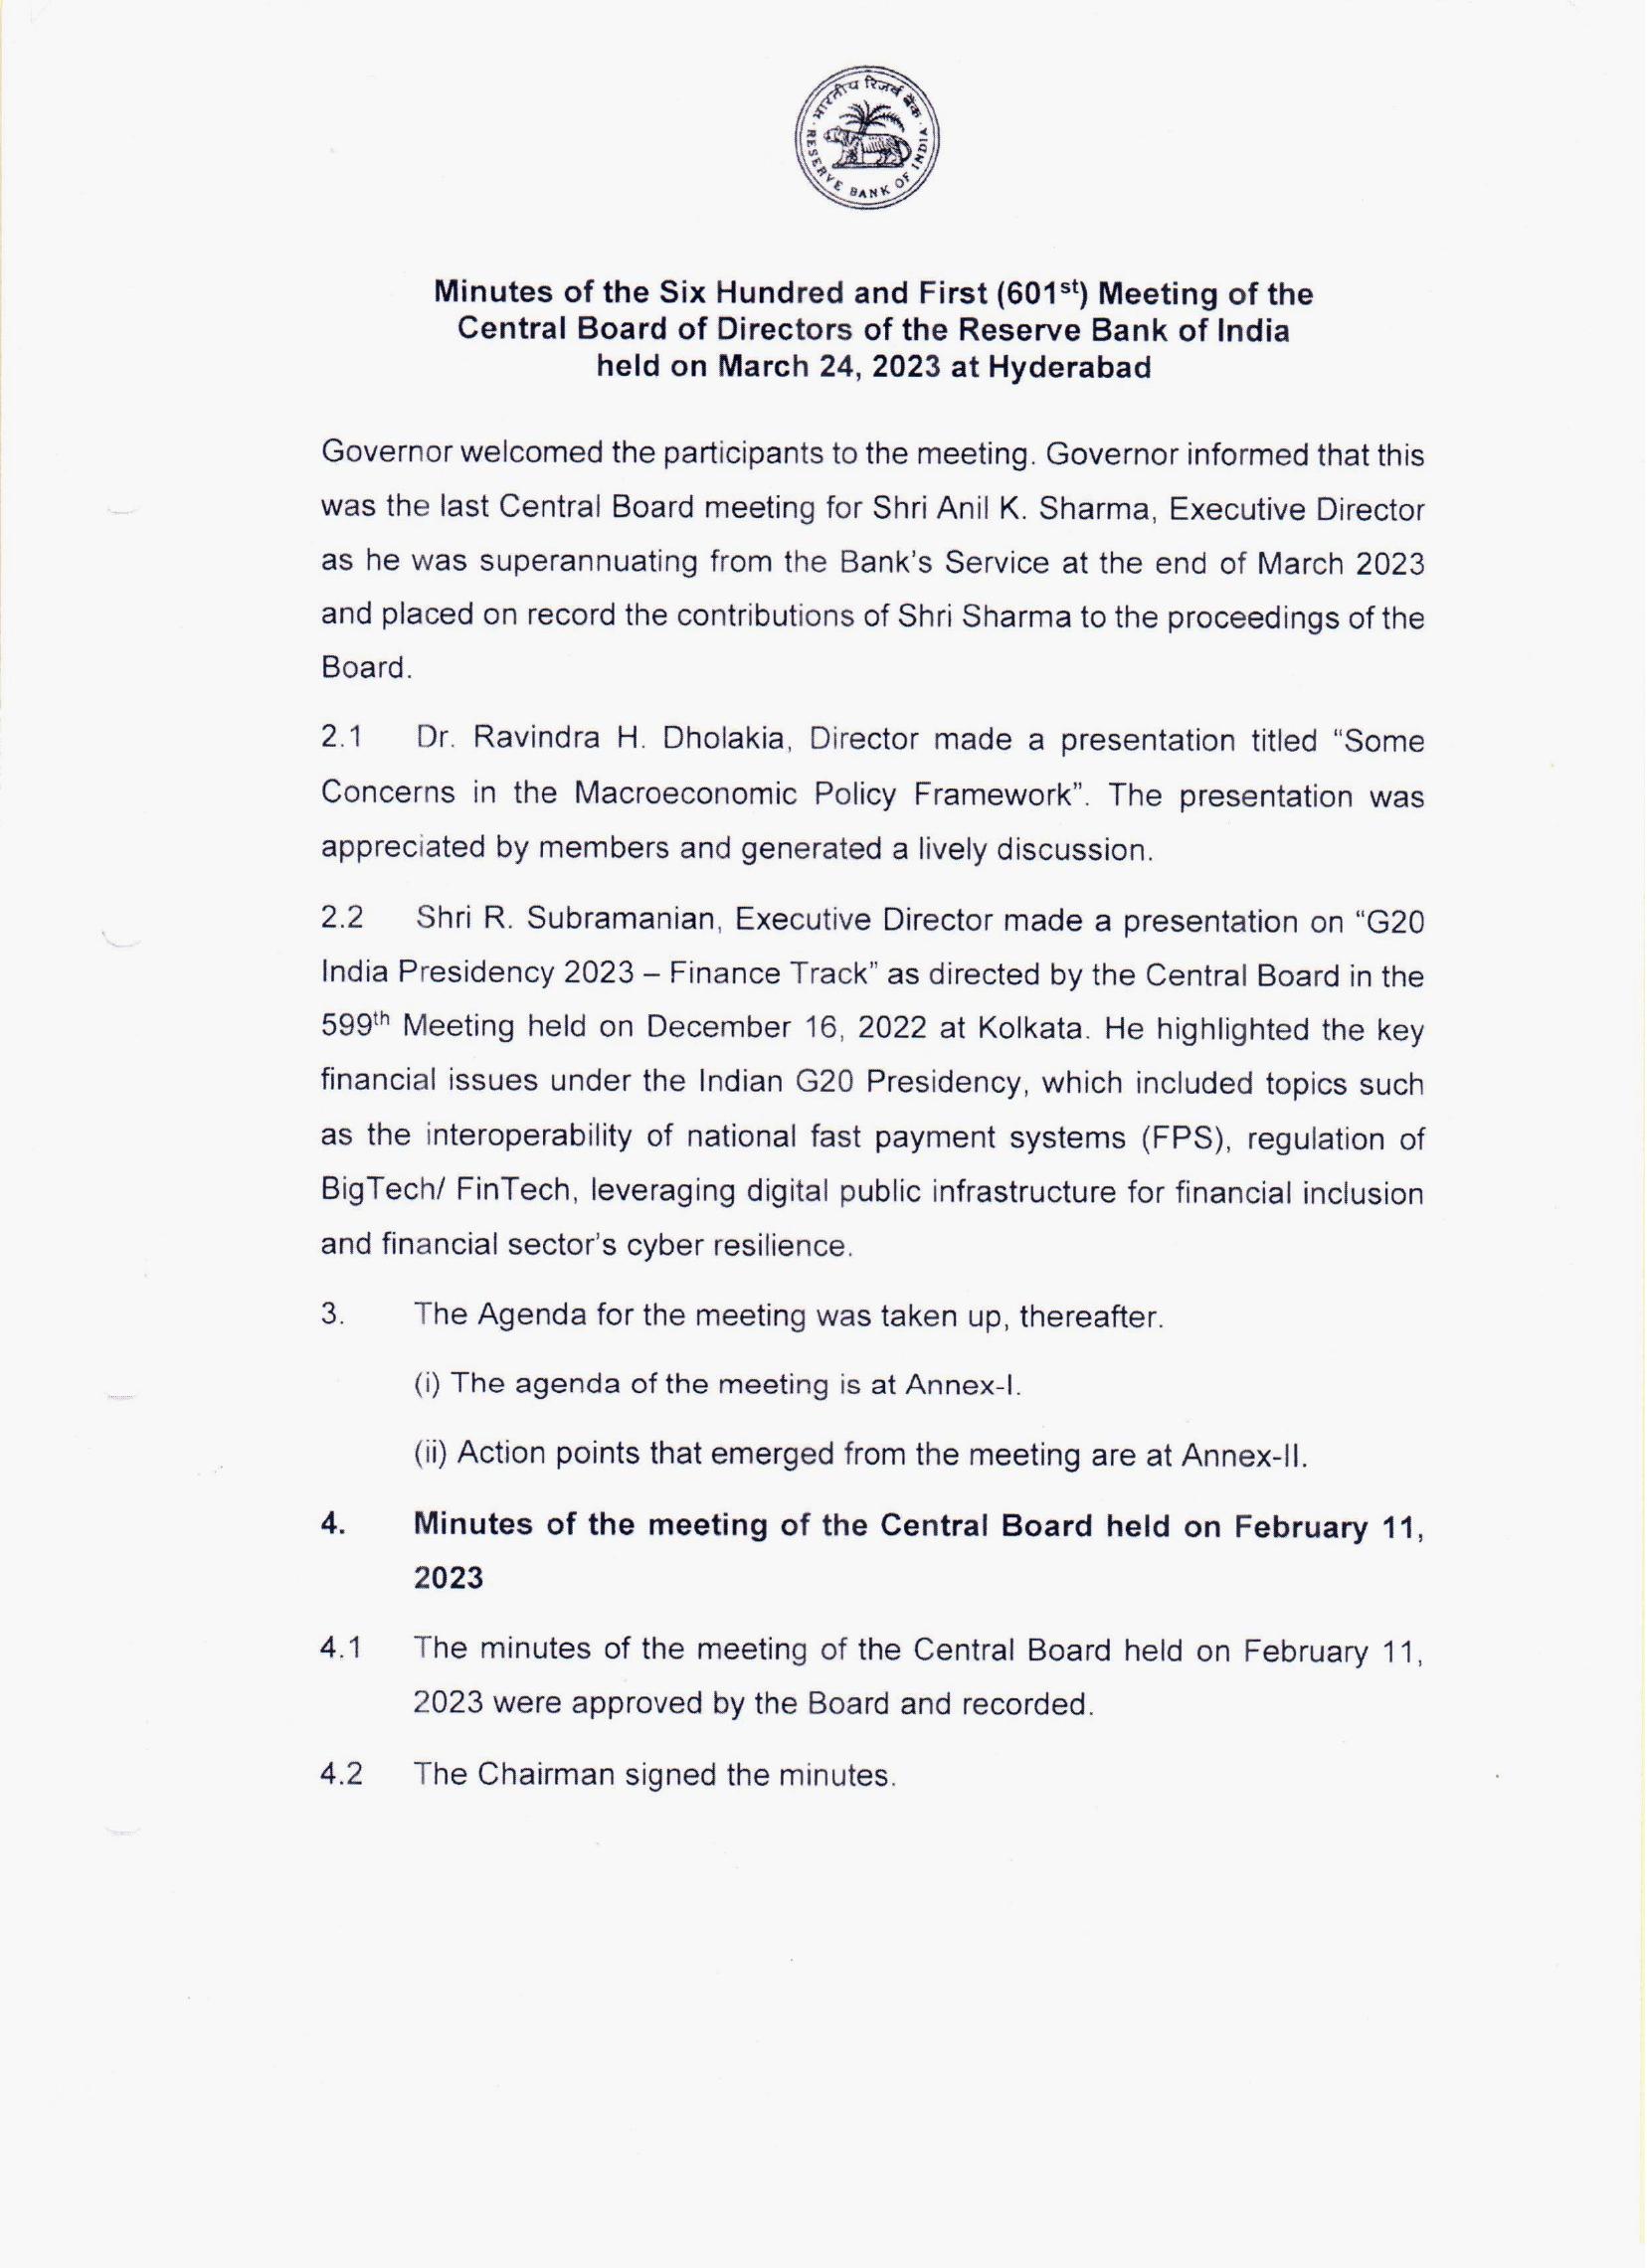 भारतीय रिज़र्व बैंक
RESERVE BANK OF INDIA
Minutes of the Six Hundred and First (601st) Meeting of the
Central Board of Directors of the Reserve Bank of India
held on March 24, 2023 at Hyderabad
Governor welcomed the participants to the meeting. Governor informed that this
was the last Central Board meeting for Shri Anil K. Sharma, Executive Director
as he was superannuating from the Bank’s Service at the end of March 2023
and placed on record the contributions of Shri Sharma to the proceedings of the
Board.
2.1 Dr. Ravindra H. Dholakia, Director made a presentation titled “Some
Concerns in the Macroeconomic Policy Framework”. The presentation was
appreciated by members and generated a lively discussion.
2.2 Shri R. Subramanian, Executive Director made a presentation on “G20
India Presidency 2023 – Finance Track” as directed by the Central Board in the
599th Meeting held on December 16, 2022 at Kolkata. He highlighted the key
financial issues under the Indian G20 Presidency, which included topics such
as the interoperability of national fast payment systems (FPS), regulation of
BigTech/ FinTech, leveraging digital public infrastructure for financial inclusion
and financial sector’s cyber resilience.
3. The Agenda for the meeting was taken up, thereafter.
(i) The agenda of the meeting is at Annex-I.
(ii) Action points that emerged from the meeting are at Annex-II.
4. Minutes of the meeting of the Central Board held on February 11,
2023
4.1 The minutes of the meeting of the Central Board held on February 11,
2023 were approved by the Board and recorded.
4.2 The Chairman signed the minutes.